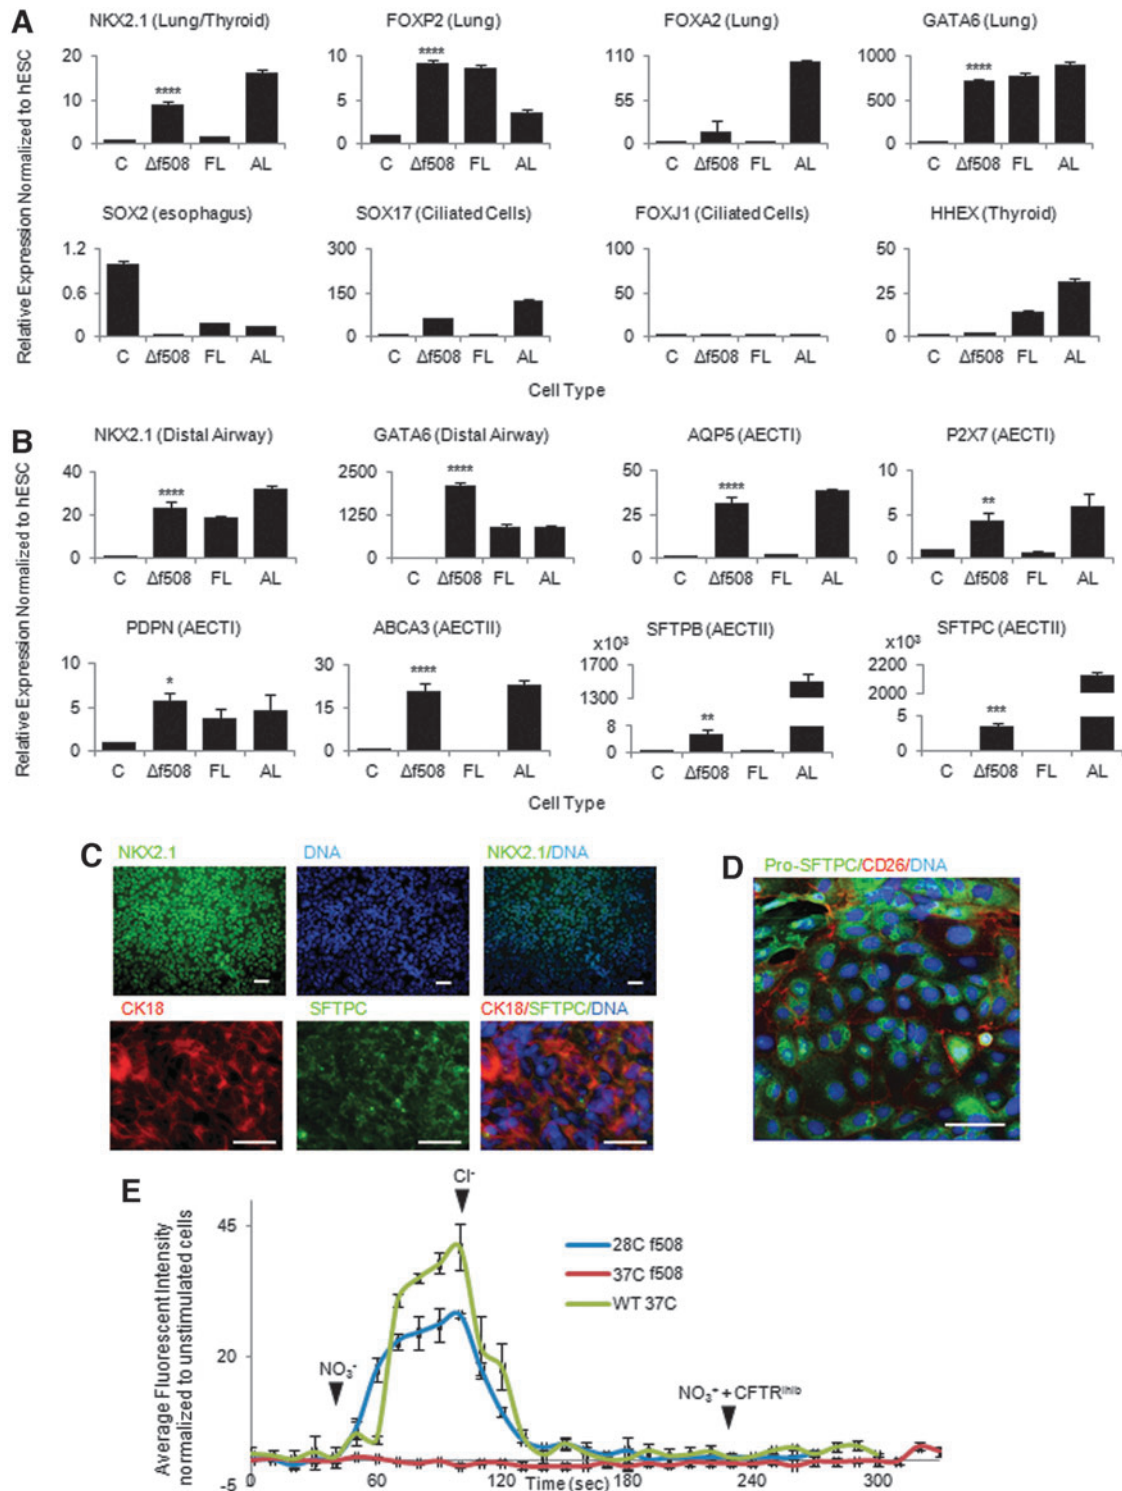 A
NKX2.1 (Lung/Thyroid)
FOXP2 (Lung)
FOXA2 (Lung)
GATA6 (Lung)
Relative Expression Normalized to hESC
20
10
0
C Δf508 FL AL
****
10
5
0
C Δf508 FL AL
****
110
55
0
C Δf508 FL AL
1000
500
0
C Δf508 FL AL
****
SOX2 (esophagus)
SOX17 (Ciliated Cells)
FOXJ1 (Ciliated Cells)
HHEX (Thyroid)
1.2
0.6
0
C Δf508 FL AL
300
150
0
C Δf508 FL AL
100
50
0
C Δf508 FL AL
50
25
0
C Δf508 FL AL
Cell Type
B
NKX2.1 (Distal Airway)
GATA6 (Distal Airway)
AQP5 (AECTI)
P2X7 (AECTI)
Relative Expression Normalized to hESC
40
20
0
C Δf508 FL AL
****
2500
1250
0
C Δf508 FL AL
****
50
25
0
C Δf508 FL AL
****
10
5
0
C Δf508 FL AL
**
PDPN (AECTI)
ABCA3 (AECTII)
SFTPB (AECTII)
SFTPC (AECTII)
10
5
0
C Δf508 FL AL
*
30
15
0
C Δf508 FL AL
****
x10³
1700
1300
8
0
C Δf508 FL AL
**
x10³
2200
2000
5
0
C Δf508 FL AL
***
Cell Type
C
NKX2.1
DNA
NKX2.1/DNA
CK18
SFTPC
CK18/SFTPC/DNA
D
Pro-SFTPC/CD26/DNA
E
Average Fluorescent Intensity
normalized to unstimulated cells
45
20
-5
NO₃⁻
Cl⁻
28C f508
37C f508
WT 37C
NO₃⁺ + CFTRⁱⁿⁱᵇ
0 60 120 180 240 300
Time (sec)